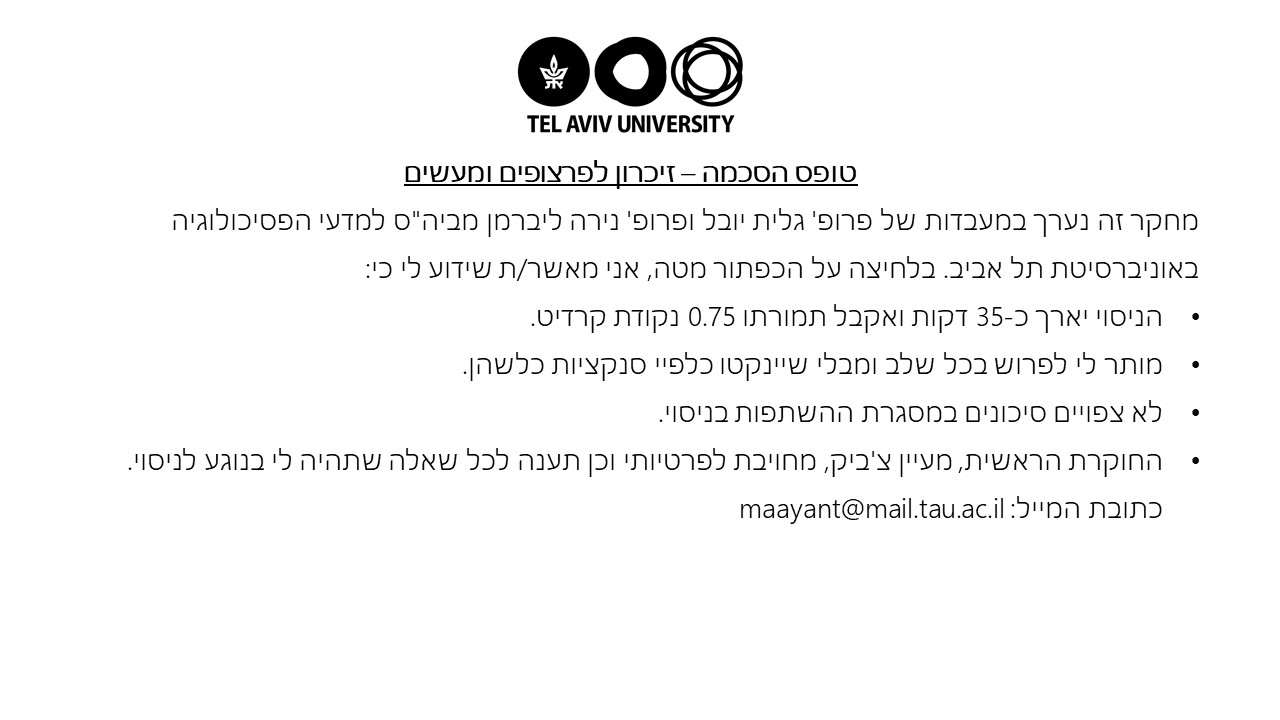 TEL AVIV UNIVERSITY
טופס הסכמה – זיכרון לפרצופים ומעשים
מחקר זה נערך במעבדות של פרופ' גלית יובל ופרופ' נירה ליברמן מביה"ס למדעי הפסיכולוגיה
באוניברסיטת תל אביב. בלחיצה על הכפתור מטה, אני מאשר/ת שידוע לי כי:
• הניסוי יארך כ-35 דקות ואקבל תמורתו 0.75 נקודת קרדיט.
• מותר לי לפרוש בכל שלב ומבלי שיינקטו כלפיי סנקציות כלשהן.
• לא צפויים סיכונים במסגרת ההשתפות בניסוי.
• החוקרת הראשית, מעיין צ'ביק, מחויבת לפרטיותי וכן תענה לכל שאלה שתהיה לי בנוגע לניסוי.
כתובת המייל: maayant@mail.tau.ac.il